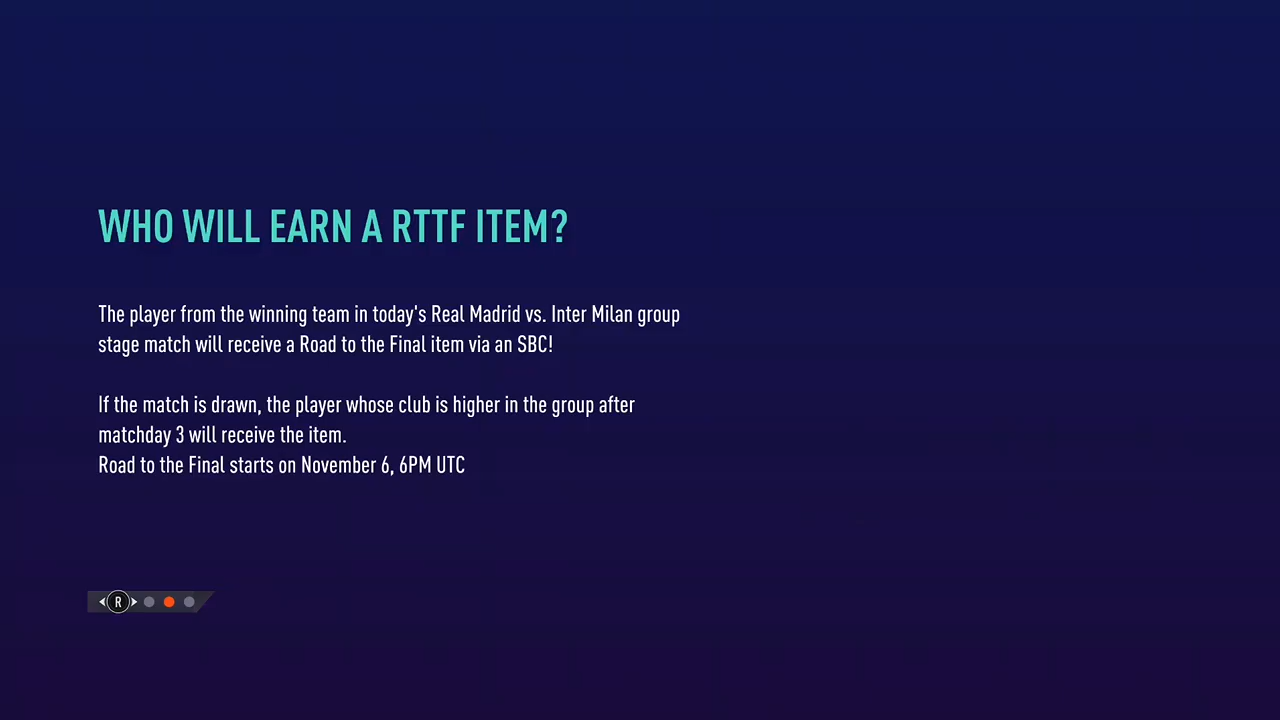 WHO WILL EARN A RTTF ITEM?
The player from the winning team in today's Real Madrid vs. Inter Milan group
stage match will receive a Road to the Final item via an SBC!
If the match is drawn, the player whose club is higher in the group after
matchday 3 will receive the item.
Road to the Final starts on November 6, 6PM UTC
R